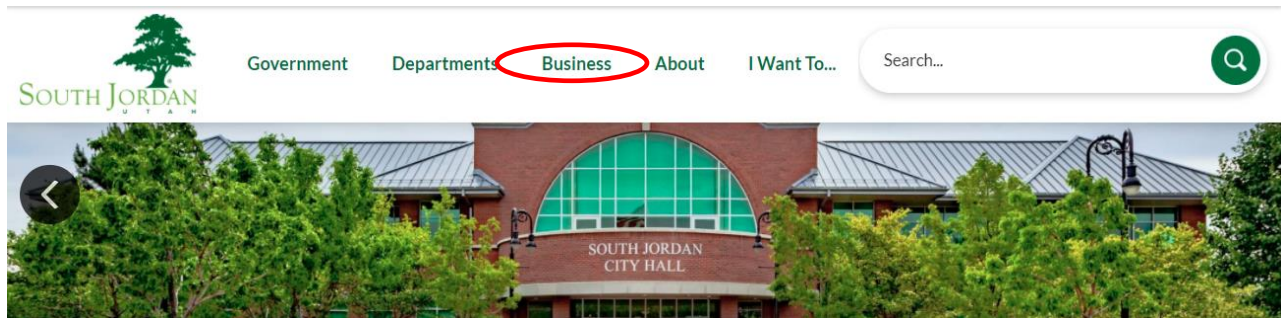 Government Departments Business About I Want To... Search...
SOUTH JORDAN
UTAH
SOUTH JORDAN
CITY HALL